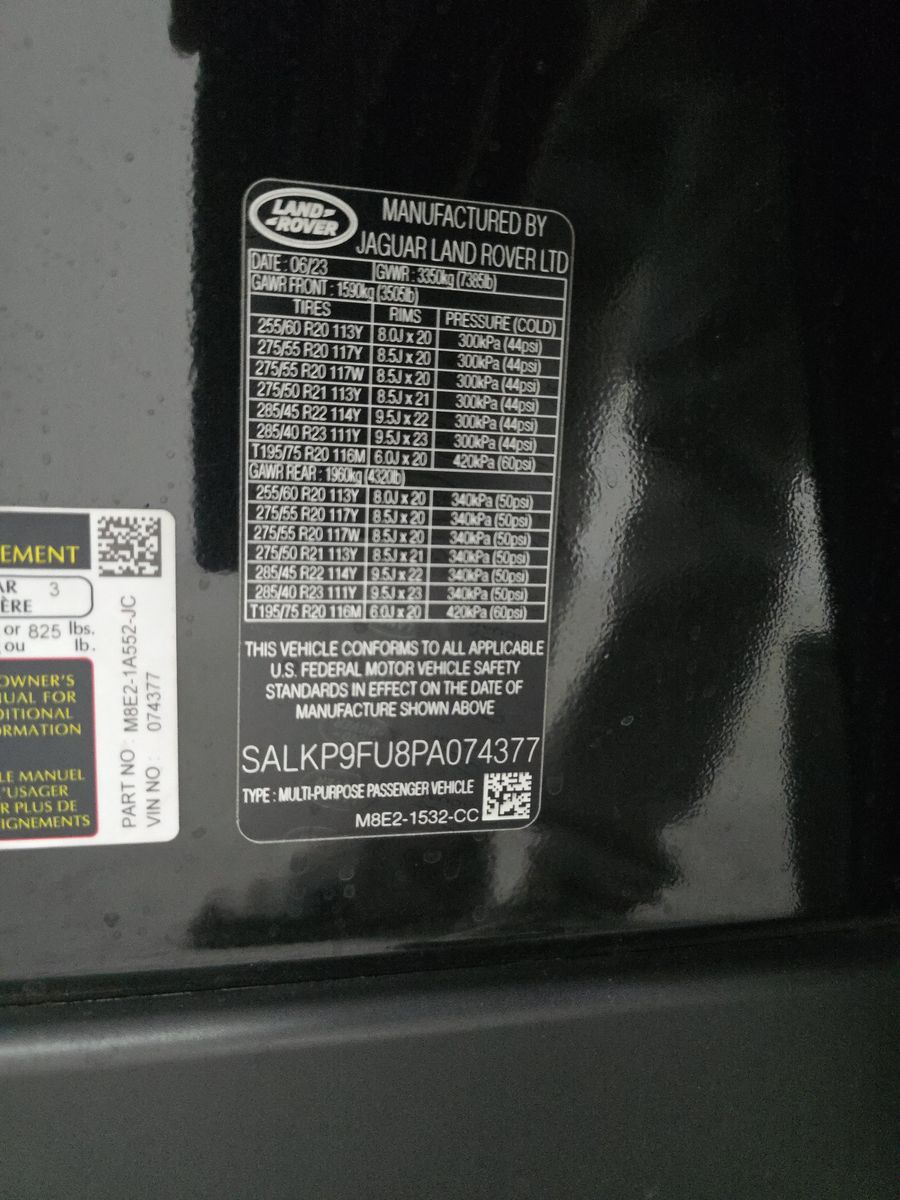 LAND-
-ROVER
MANUFACTURED BY
JAGUAR LAND ROVER LTD
DATE : 06/23 GVWR : 3350kg (7385lb)
GAWR FRONT : 1590kg (3505lb)
TIRES RIMS PRESSURE (COLD)
255/60 R20 113Y 8.0J x 20 300kPa (44psi)
275/55 R20 117Y 8.5J x 20 300kPa (44psi)
275/55 R20 117W 8.5J x 20 300kPa (44psi)
275/50 R21 113Y 8.5J x 21 300kPa (44psi)
285/45 R22 114Y 9.5J x 22 300kPa (44psi)
285/40 R23 111Y 9.5J x 23 300kPa (44psi)
T195/75 R20 116M 6.0J x 20 420kPa (60psi)
GAWR REAR : 1960kg (4320lb)
255/60 R20 113Y 8.0J x 20 340kPa (50psi)
275/55 R20 117Y 8.5J x 20 340kPa (50psi)
275/55 R20 117W 8.5J x 20 340kPa (50psi)
275/50 R21 113Y 8.5J x 21 340kPa (50psi)
285/45 R22 114Y 9.5J x 22 340kPa (50psi)
285/40 R23 111Y 9.5J x 23 340kPa (50psi)
T195/75 R20 116M 6.0J x 20 420kPa (60psi)
THIS VEHICLE CONFORMS TO ALL APPLICABLE
U.S. FEDERAL MOTOR VEHICLE SAFETY
STANDARDS IN EFFECT ON THE DATE OF
MANUFACTURE SHOWN ABOVE
SALKP9FU8PA074377
TYPE : MULTI-PURPOSE PASSENGER VEHICLE
M8E2-1532-CC
EMENT
AR 3
ÈRE
or 825 lbs.
ou lb.
OWNER'S
UAL FOR
DITIONAL
RMATION
LE MANUEL
'USAGER
R PLUS DE
IGNEMENTS
PART NO : M8E2-1A552-JC
VIN NO : 074377